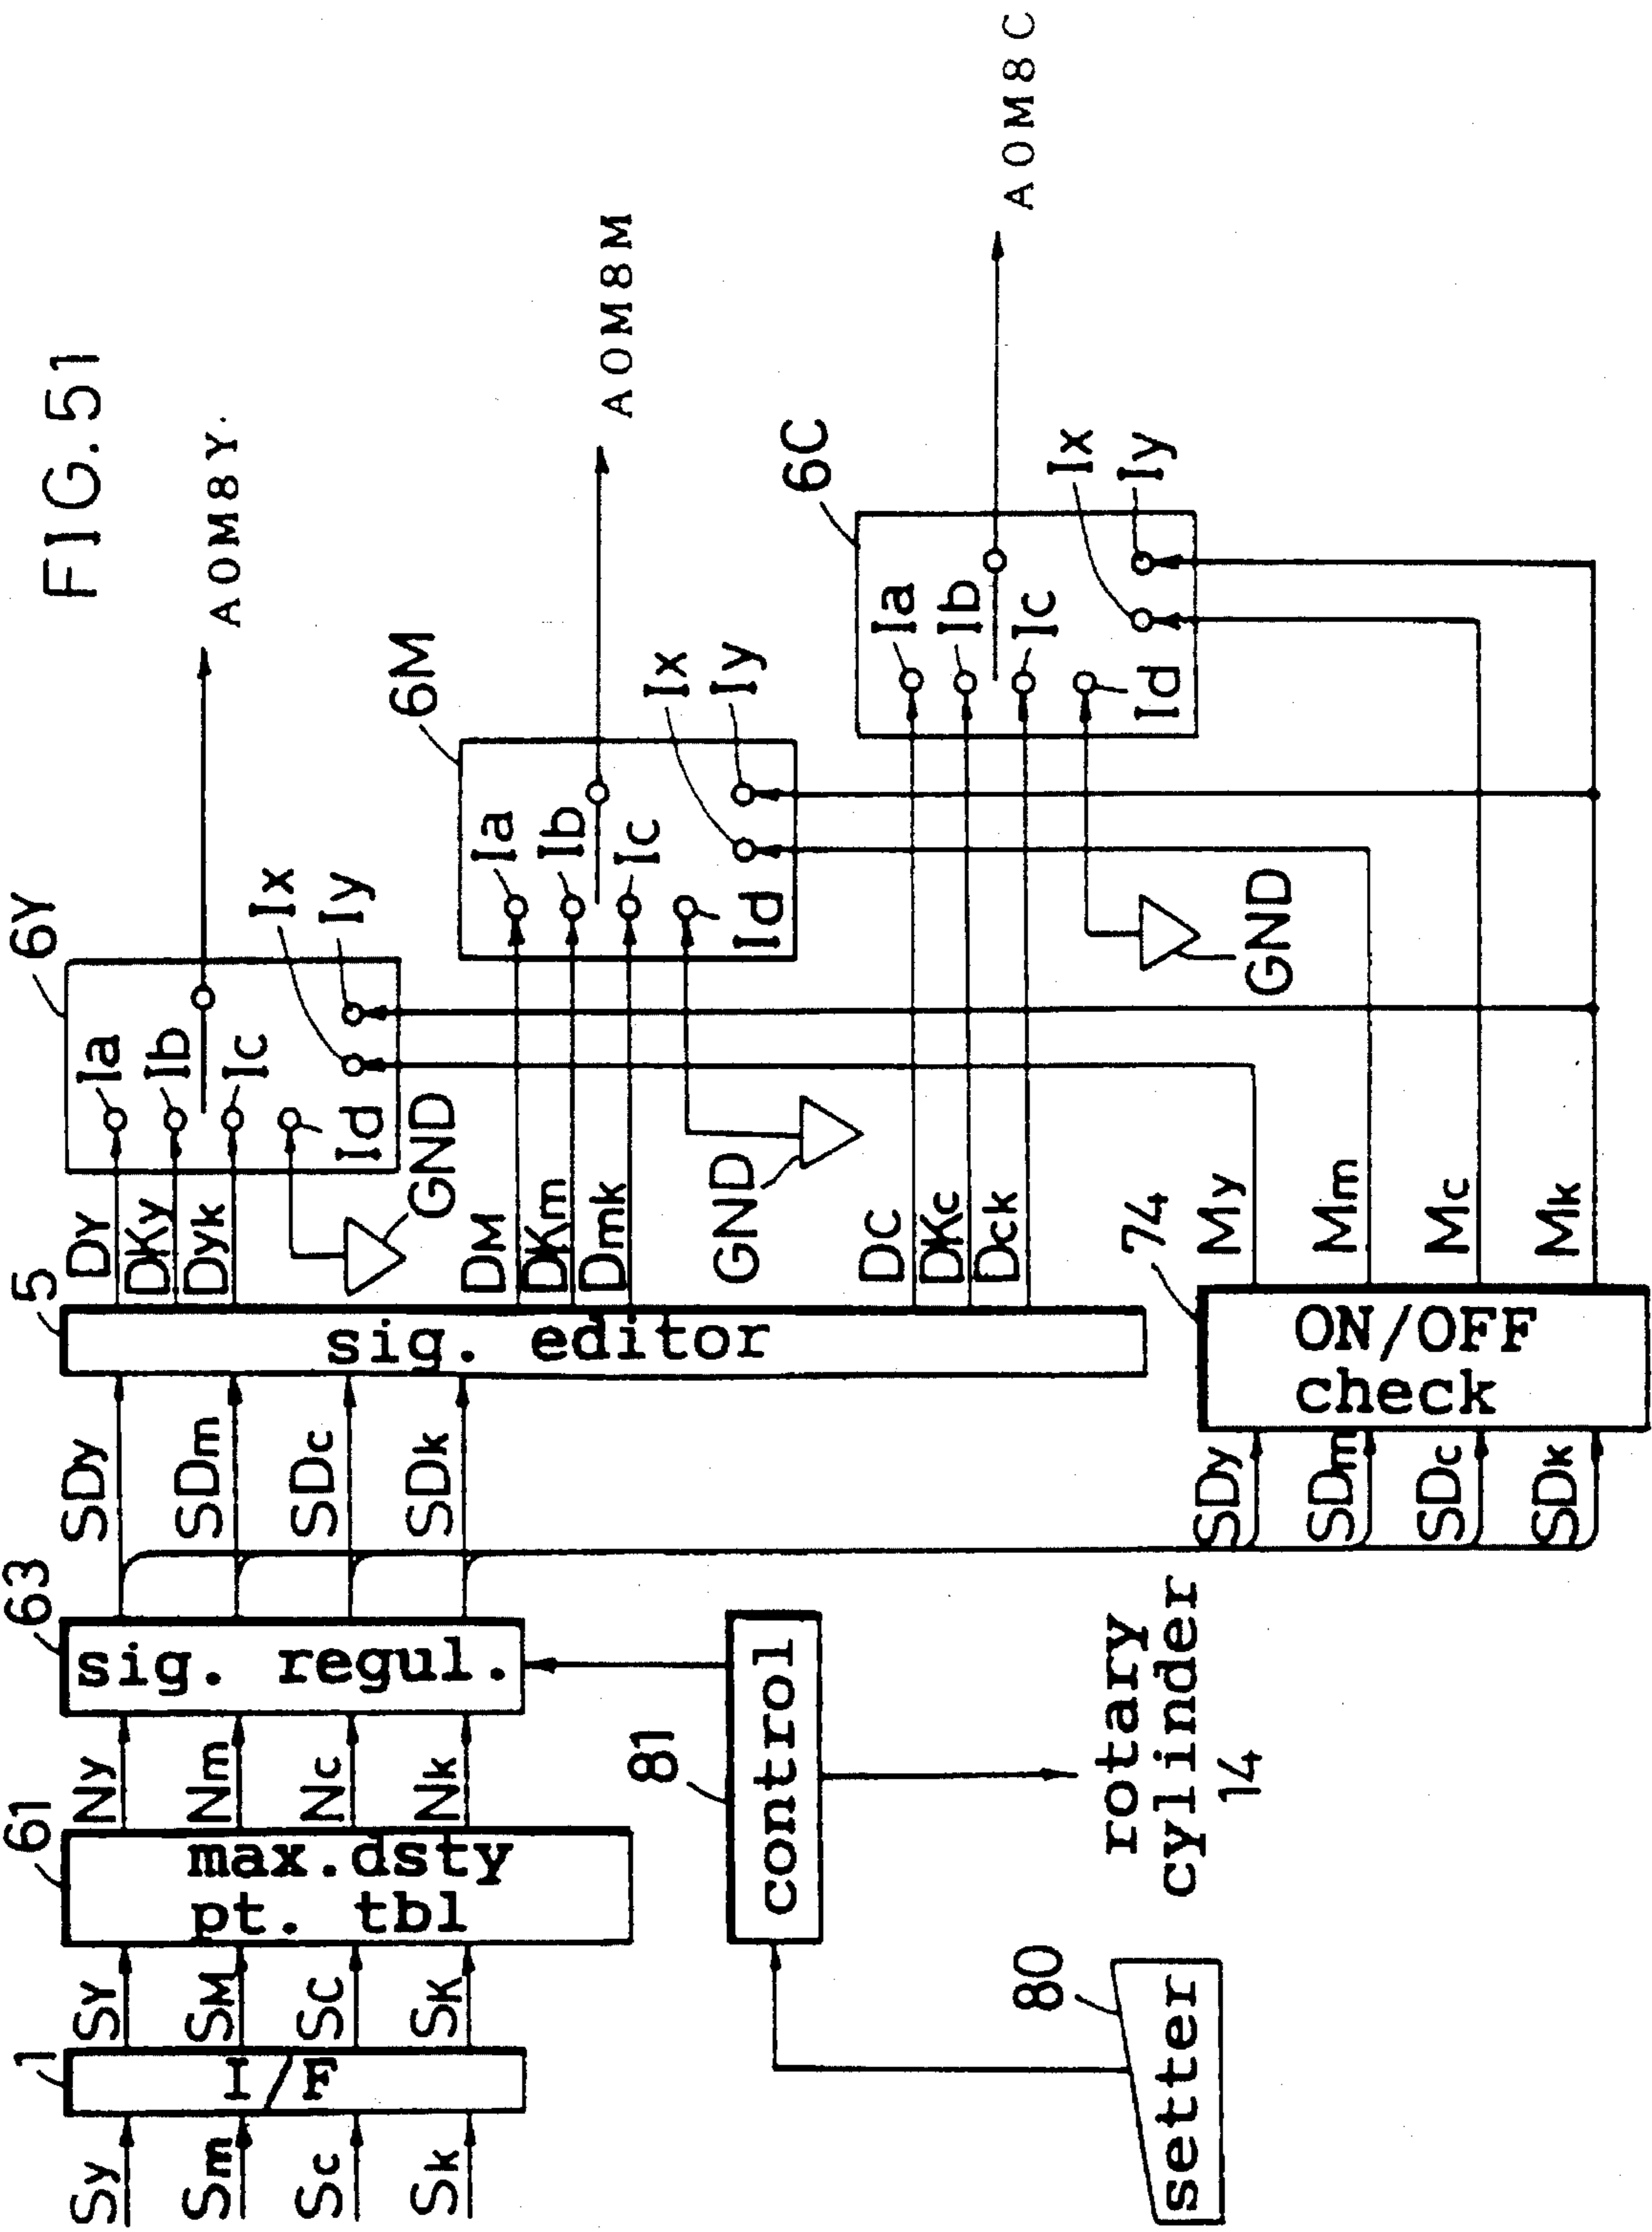 FIG.51
1
Sy
Sm
Sc
Sk
I/F
SY
SM
SC
SK
61
max.dsty
pt. tbl
Ny
Nm
Nc
Nk
63
sig. regul.
SDy
SDm
SDc
SDk
5
sig. editor
DY
DKy
Dyk
GND
DM
DKm
Dmk
GND
DC
DKc
Dck
GND
6Y
Ia
Ib
Ic
Id
Ix
Iy
AOM8Y
6M
Ia
Ib
Ic
Id
Ix
Iy
AOM8M
6C
Ia
Ib
Ic
Id
Ix
Iy
AOM8C
80
setter
81
control
rotary
cylinder
14
SDy
SDm
SDc
SDk
74
ON/OFF
check
My
Mm
Mc
Mk